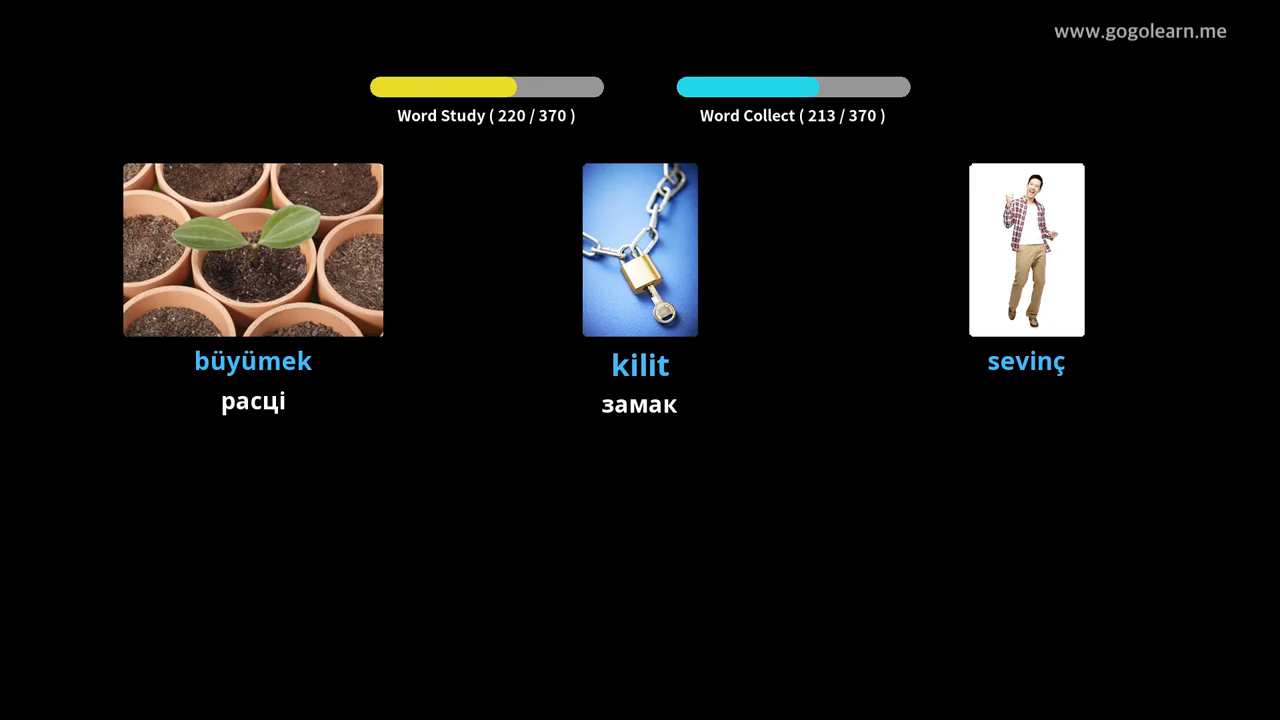 www.gogolearn.me
Word Study ( 220 / 370 )
Word Collect ( 213 / 370 )
büyümek
kilit
sevinç
расці
замак